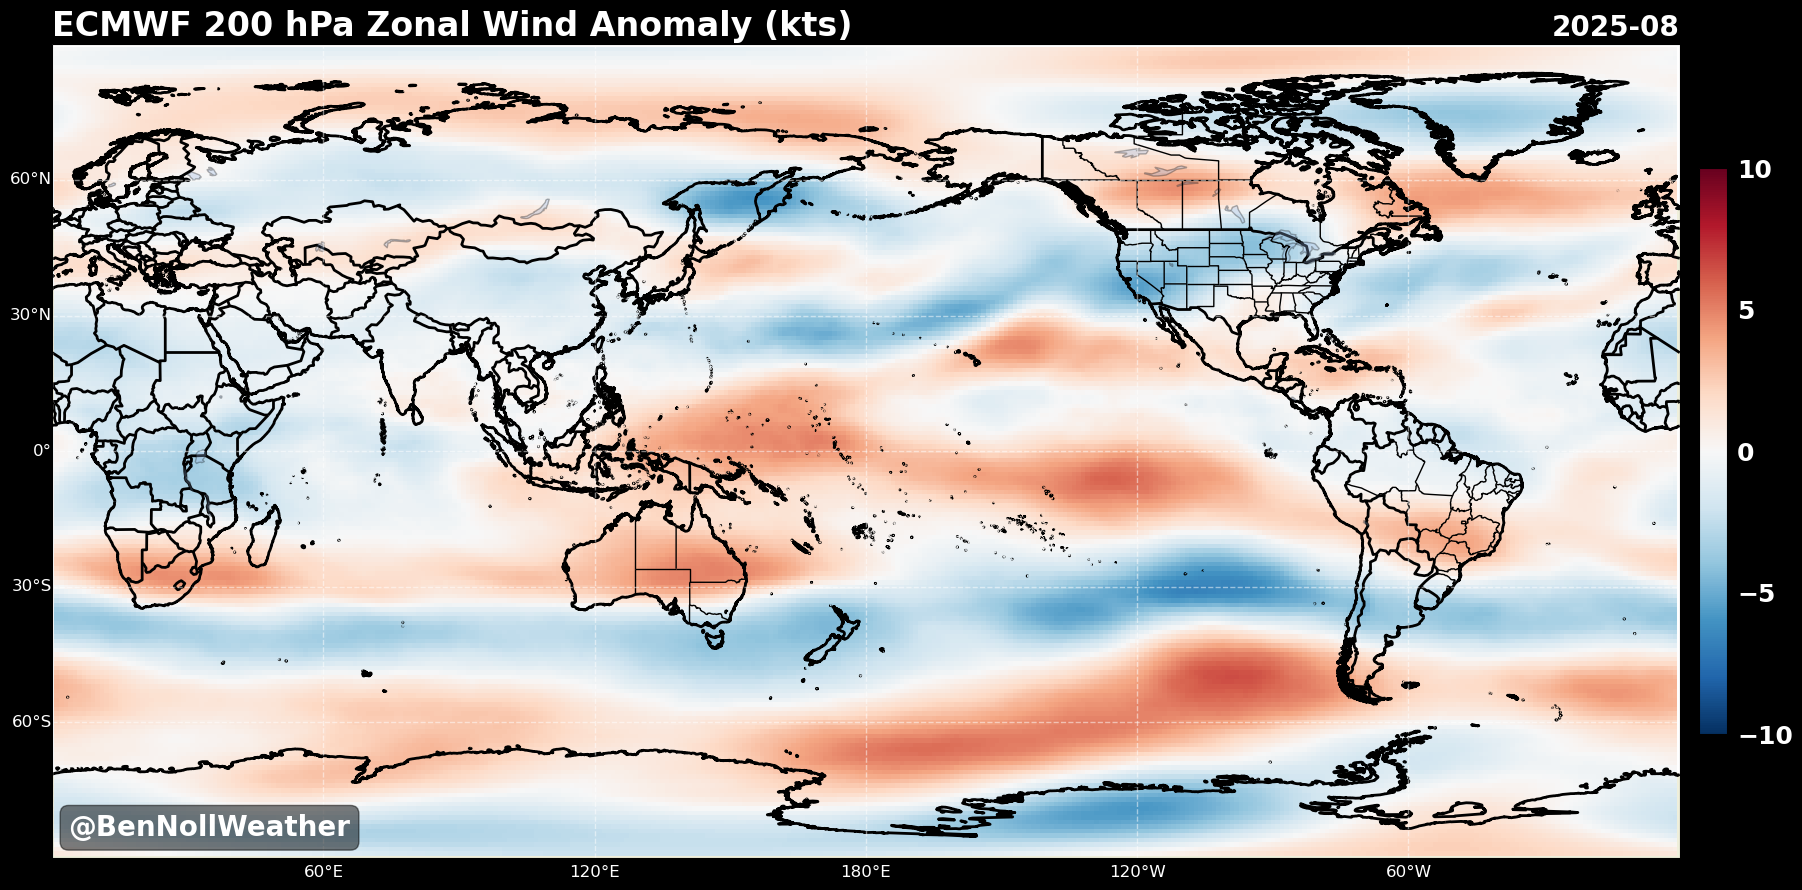 ECMWF 200 hPa Zonal Wind Anomaly (kts)
2025-08
60°N
30°N
0°
30°S
60°S
60°E
120°E
180°E
120°W
60°W
10
5
0
−5
−10
@BenNollWeather